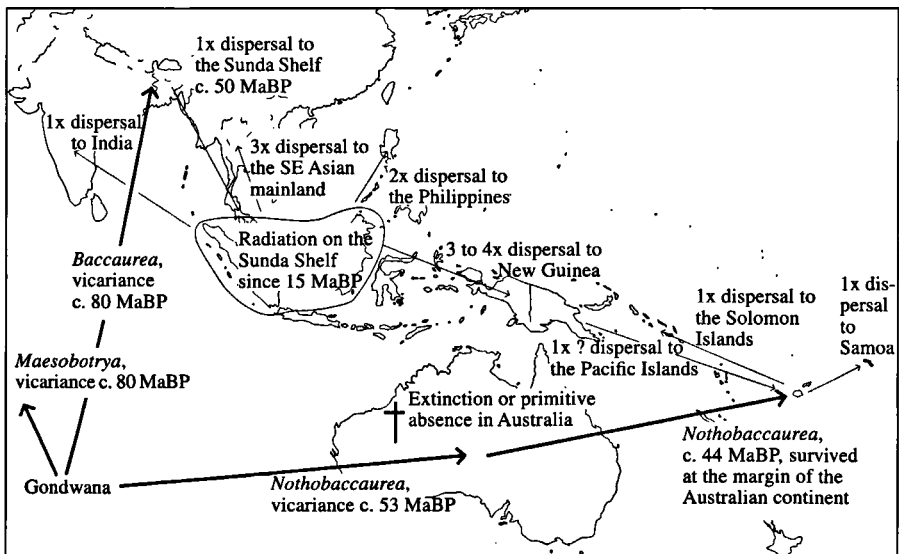 1x dispersal to
the Sunda Shelf
c. 50 MaBP
1x dispersal
to India
3x dispersal to
the SE Asian
mainland
2x dispersal to
the Philippines
Radiation on the
Sunda Shelf
since 15 MaBP
3 to 4x dispersal to
New Guinea
Baccaurea,
vicariance
c. 80 MaBP
1x dispersal to
the Solomon
Islands
1x dis-
persal
to
Samoa
1x ? dispersal to
the Pacific Islands
Maesobotrya,
vicariance c. 80 MaBP
Extinction or primitive
absence in Australia
Nothobaccaurea,
c. 44 MaBP, survived
at the margin of the
Australian continent
Gondwana
Nothobaccaurea,
vicariance c. 53 MaBP